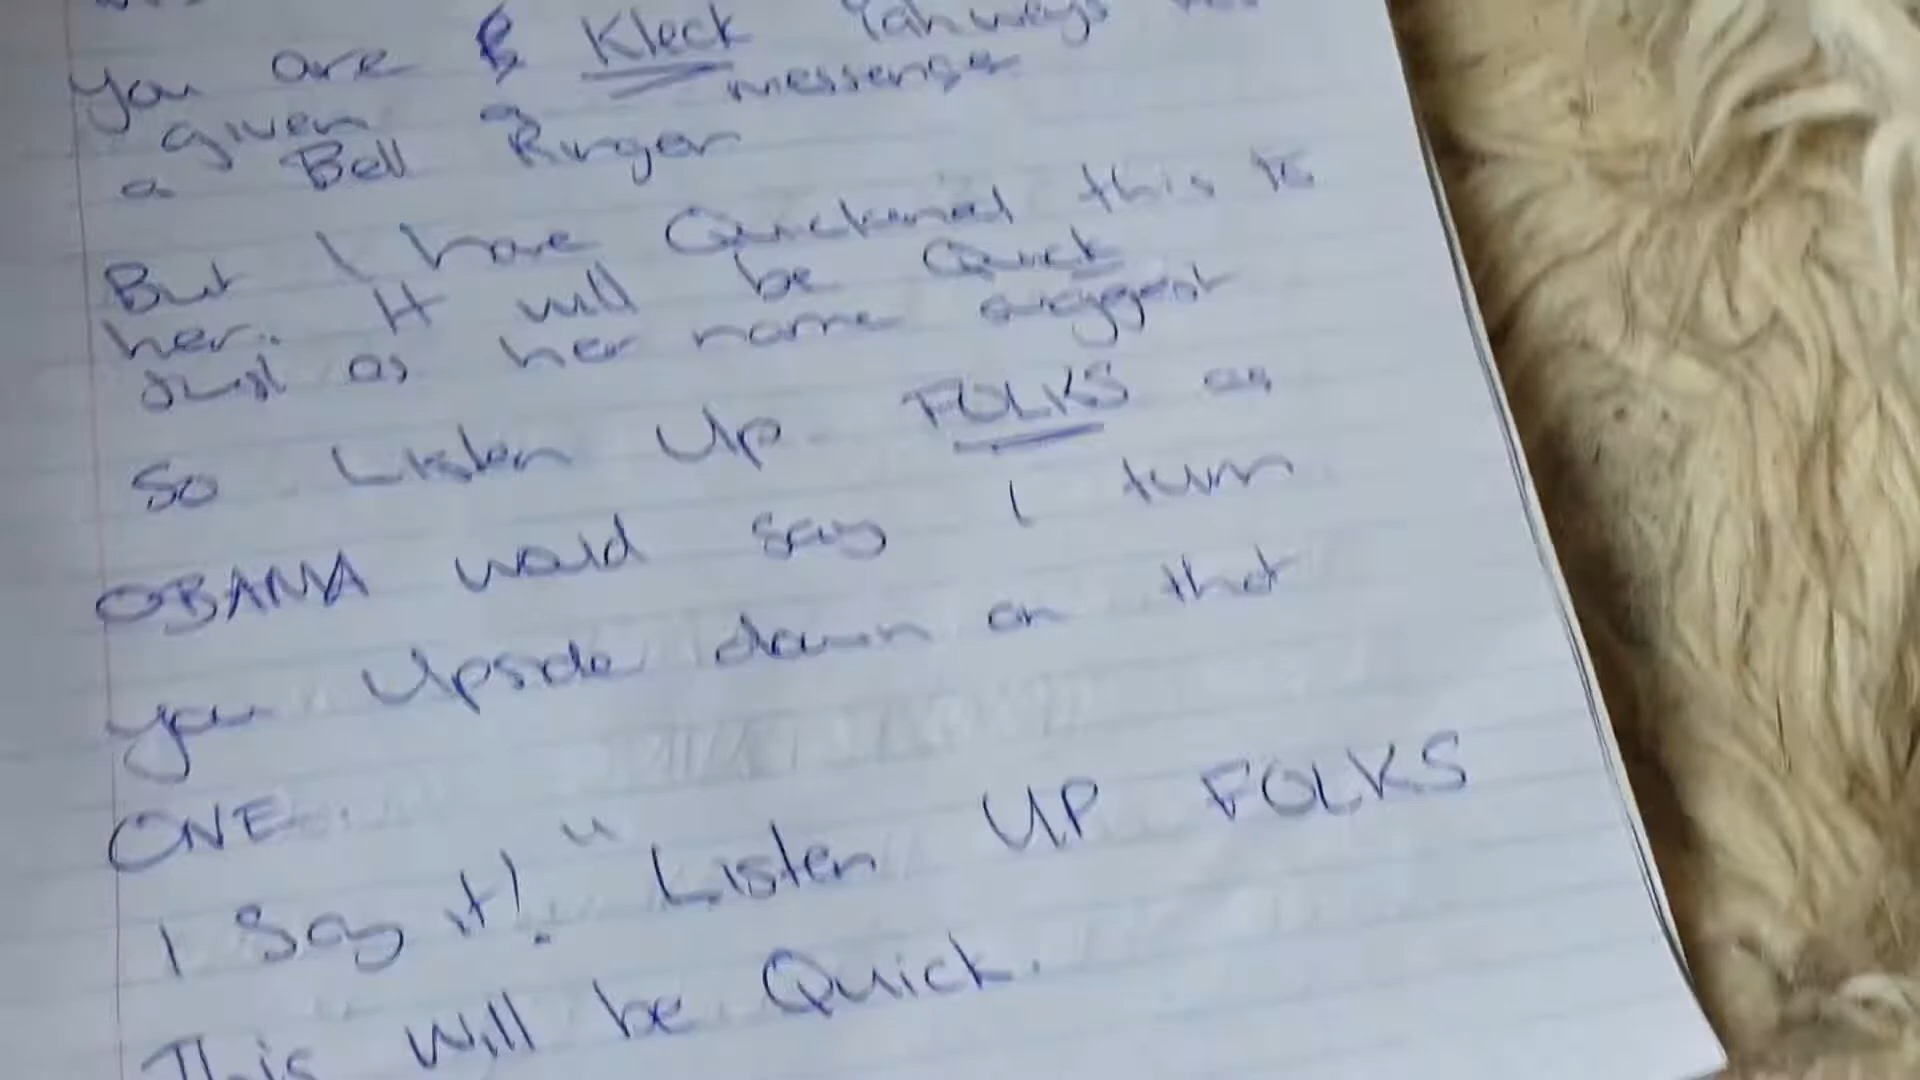 You are Kleck Yahways
given a messenger
a Bell Ringer
But I have Quickened this to
her. It will be Quick
Just as her name suggest
So Listen Up FOLKS as
OBAMA would say I turn
you Upside down on that
ONE.
I Say it! " Listen UP FOLKS
This will be Quick.